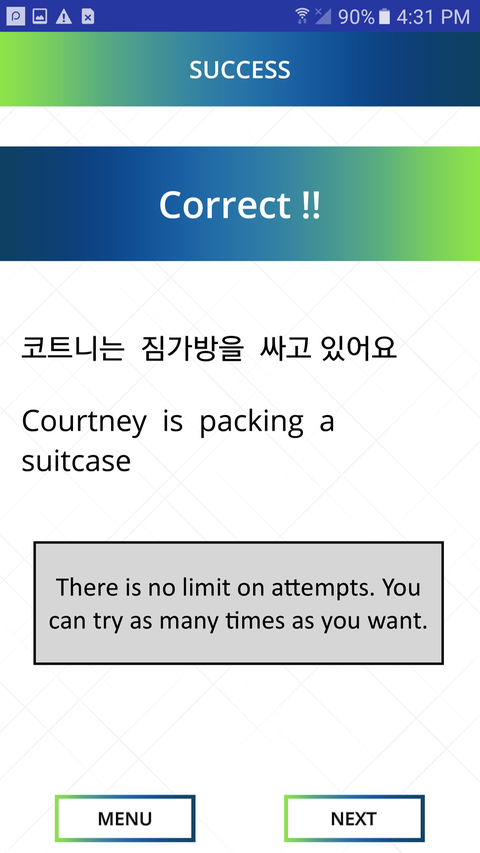 90% 4:31 PM
SUCCESS
Correct !!
코트니는 짐가방을 싸고 있어요
Courtney is packing a
suitcase
There is no limit on attempts. You
can try as many times as you want.
MENU NEXT